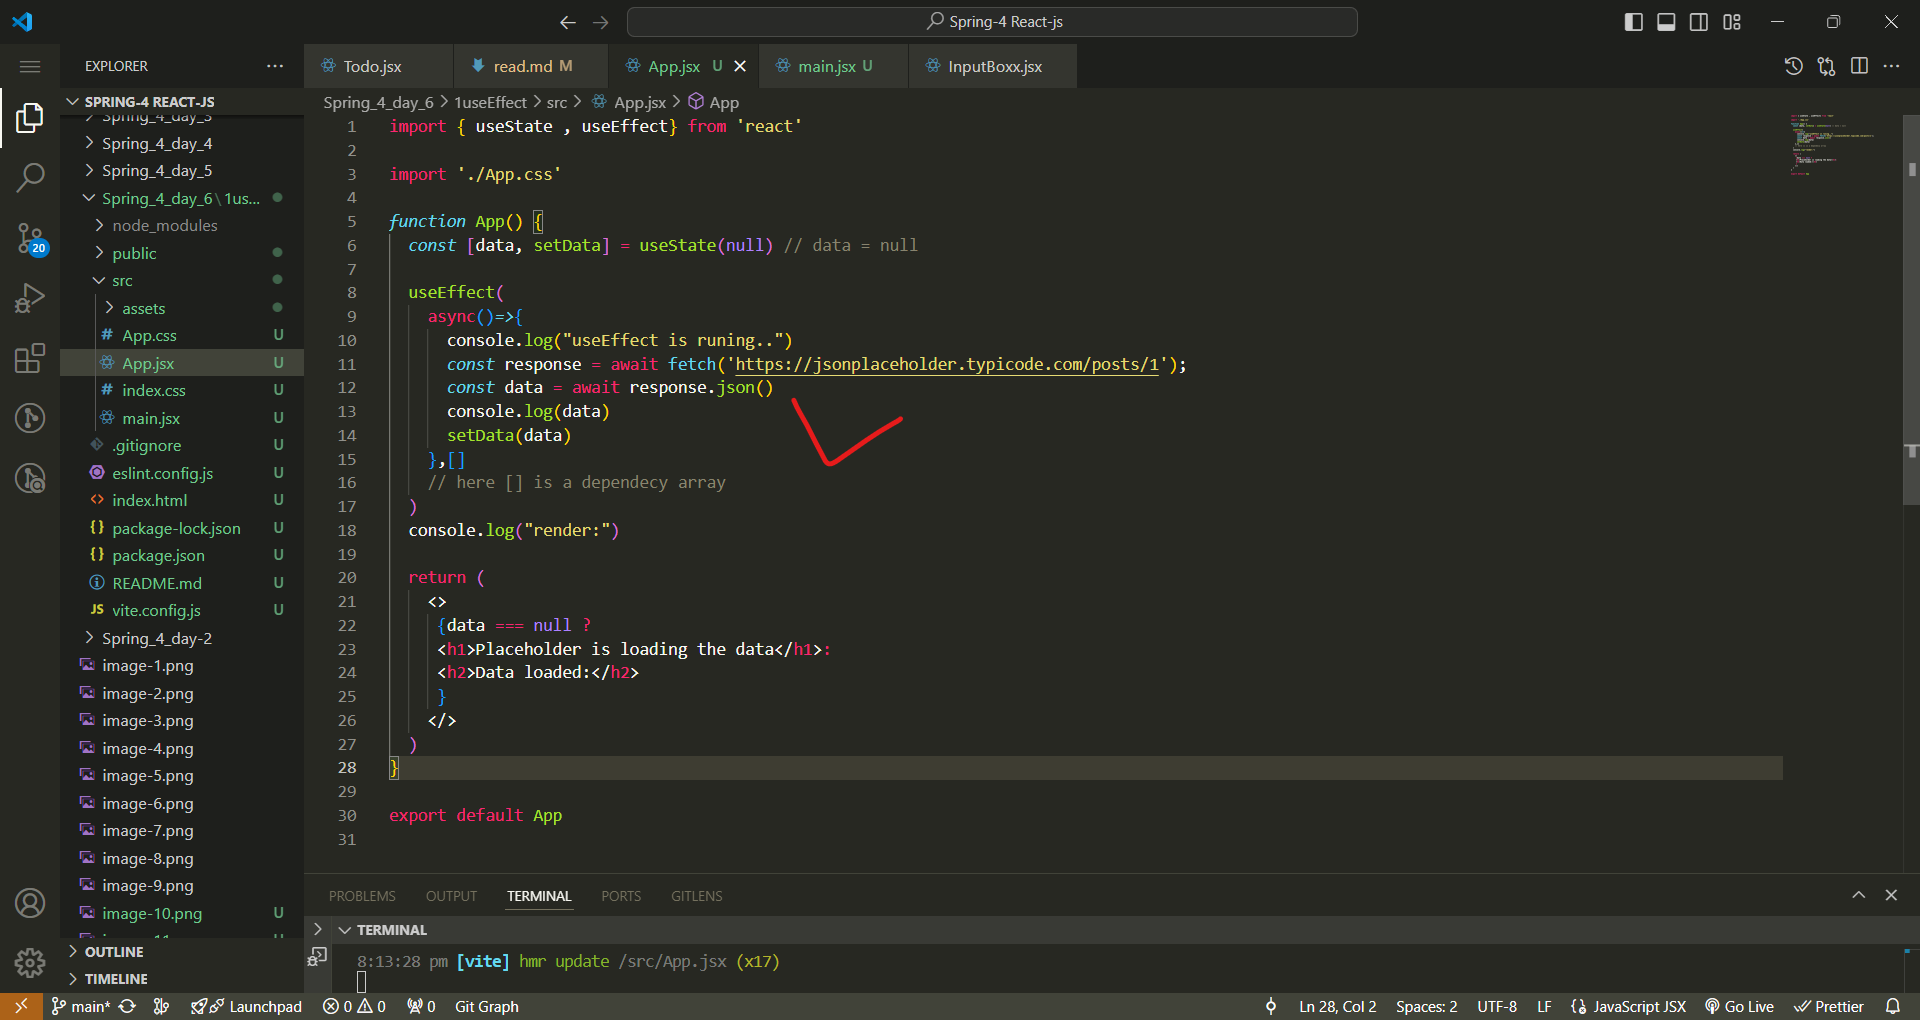 Spring-4 React-js
EXPLORER
Todo.jsx
read.md M
App.jsx U
main.jsx U
InputBoxx.jsx
SPRING-4 REACT-JS
Spring_4_day_3
Spring_4_day_4
Spring_4_day_5
Spring_4_day_6\1us...
node_modules
public
src
assets
App.css U
App.jsx U
index.css U
main.jsx U
.gitignore U
eslint.config.js U
index.html U
package-lock.json U
package.json U
README.md U
vite.config.js U
Spring_4_day-2
image-1.png
image-2.png
image-3.png
image-4.png
image-5.png
image-6.png
image-7.png
image-8.png
image-9.png
image-10.png U
OUTLINE
TIMELINE
20
Spring_4_day_6 > 1useEffect > src > App.jsx > App
1 import { useState , useEffect} from 'react'
2
3 import './App.css'
4
5 function App() {
6 const [data, setData] = useState(null) // data = null
7
8 useEffect(
9 async()=>{
10 console.log("useEffect is runing..")
11 const response = await fetch('https://jsonplaceholder.typicode.com/posts/1');
12 const data = await response.json()
13 console.log(data)
14 setData(data)
15 },[]
16 // here [] is a dependecy array
17 )
18 console.log("render:")
19
20 return (
21 <>
22 {data === null ?
23 <h1>Placeholder is loading the data</h1>:
24 <h2>Data loaded:</h2>
25 }
26 </>
27 )
28 }
29
30 export default App
31
PROBLEMS OUTPUT TERMINAL PORTS GITLENS
TERMINAL
8:13:28 pm [vite] hmr update /src/App.jsx (x17)
main* Launchpad 0 0 0 Git Graph Ln 28, Col 2 Spaces: 2 UTF-8 LF JavaScript JSX Go Live Prettier